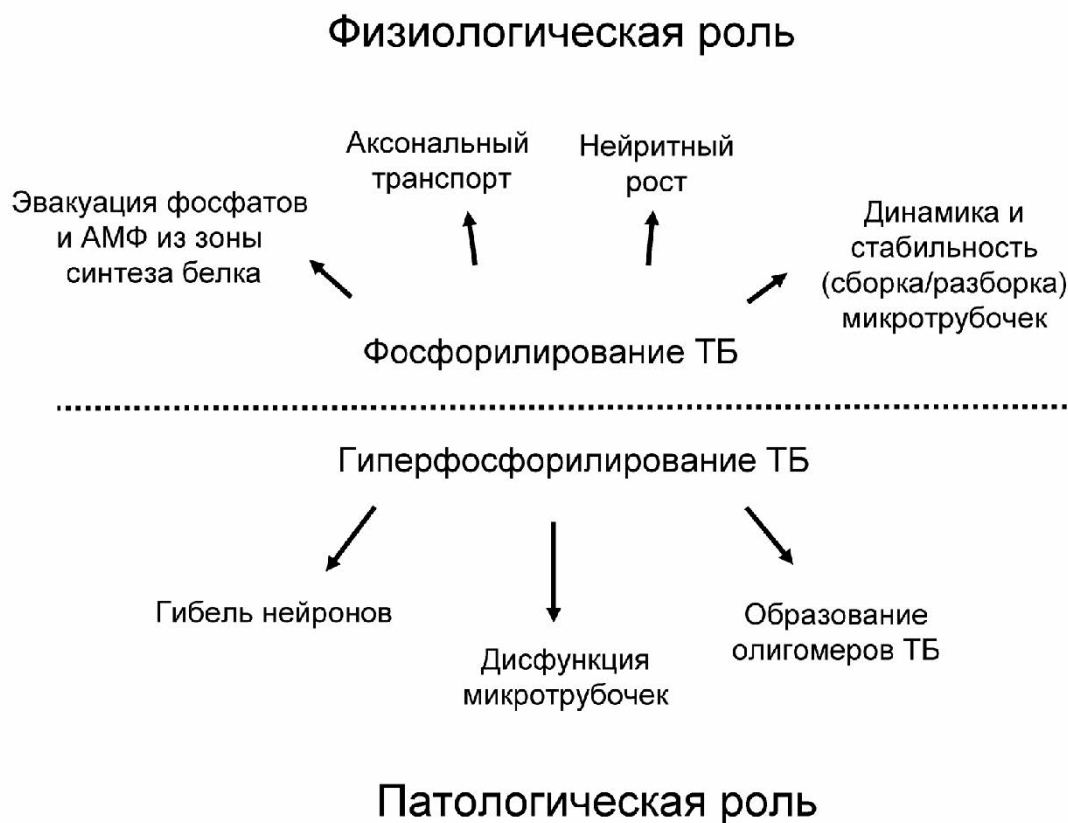 Физиологическая роль
Аксональный
транспорт
Нейритный
рост
Эвакуация фосфатов
и АМФ из зоны
синтеза белка
Динамика и
стабильность
(сборка/разборка)
микротрубочек
Фосфорилирование ТБ
Гиперфосфорилирование ТБ
Гибель нейронов
Дисфункция
микротрубочек
Образование
олигомеров ТБ
Патологическая роль